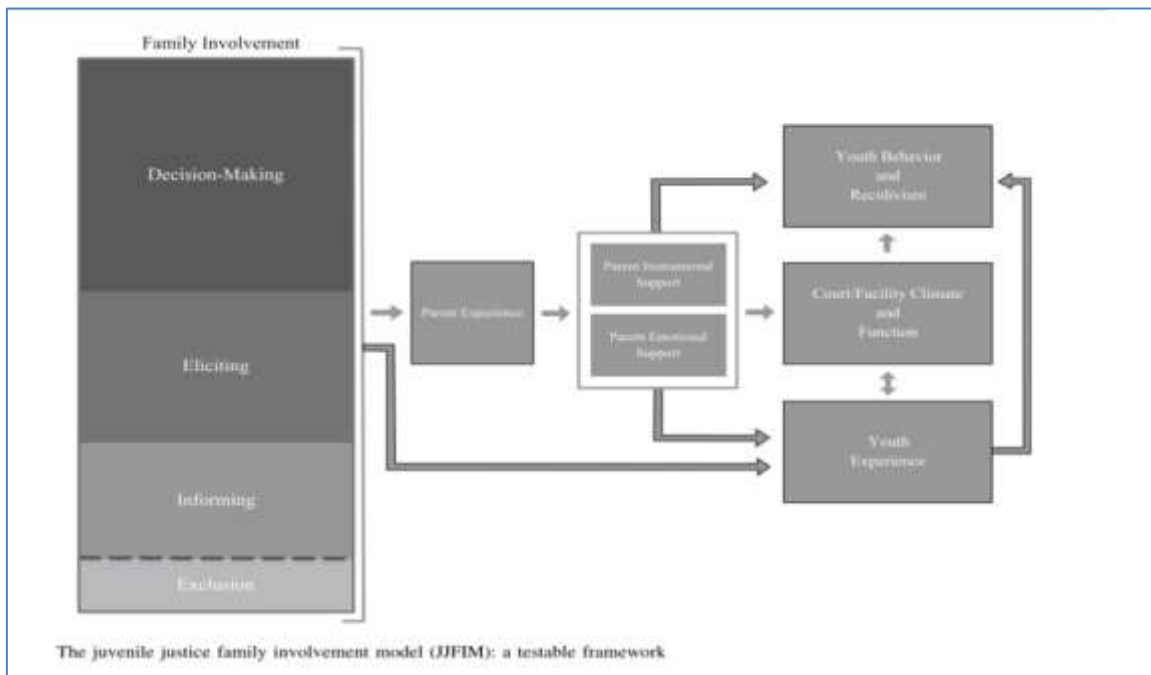 Family Involvement
Decision-Making
Eliciting
Informing
Exclusion
Parent Experience
Parent Instrumental
Support
Parent Emotional
Support
Youth Behavior
and
Rectilivism
Court/Facility Climate
and
Function
Youth
Experience
The juvenile justice family involvement model (JJFIM): a testable framework